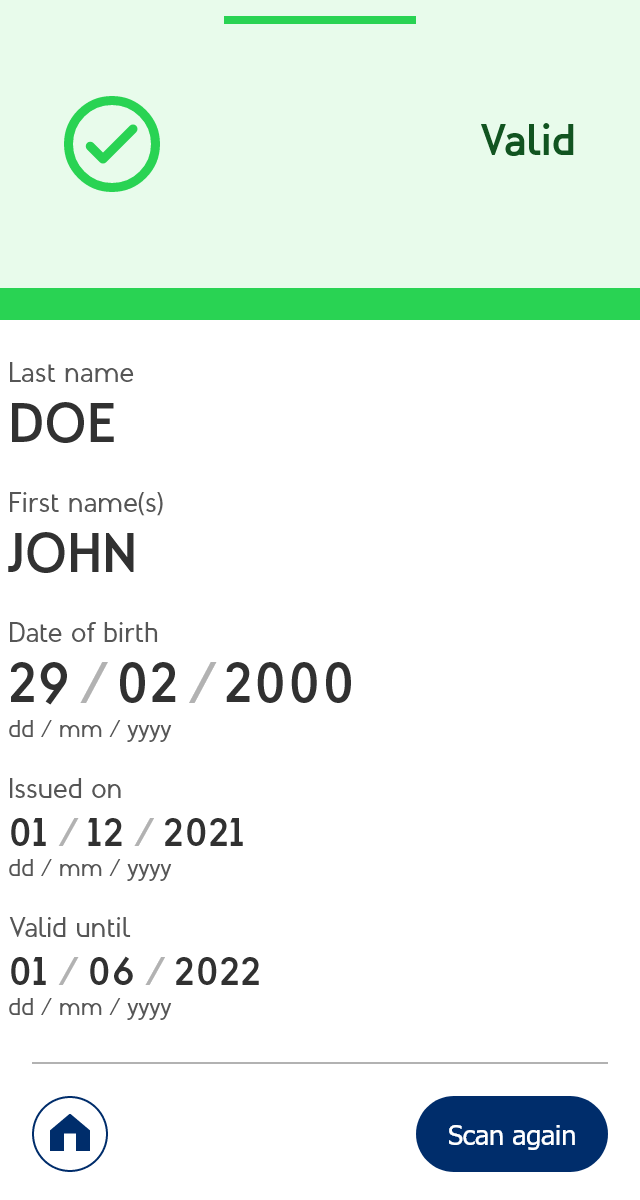 Valid
Last name
DOE
First name(s)
JOHN
Date of birth
29 / 02 / 2000
dd / mm / yyyy
Issued on
01 / 12 / 2021
dd / mm / yyyy
Valid until
01 / 06 / 2022
dd / mm / yyyy
Scan again